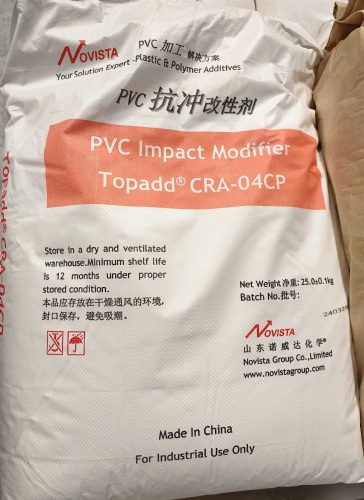 NOVISTA
PVC 加工 解决方案
Your Solution Expert -Plastic & Polymer Additives
PVC 抗冲改性剂
PVC Impact Modifier
Topadd® CRA-04CP
TOPadd® CRA-04CP
Store in a dry and ventilated
warehouse.Minimum shelf life
is 12 months under proper
stored condition.
本品应存放在干燥通风的环境,
封口保存，避免吸潮。
Net Weight 净重: 25.0±0.1kg
Batch No.批号:
NOVISTA
山东诺威达化学®
Novista Group Co.,Limited
www.novistagroup.com
Made In China
For Industrial Use Only